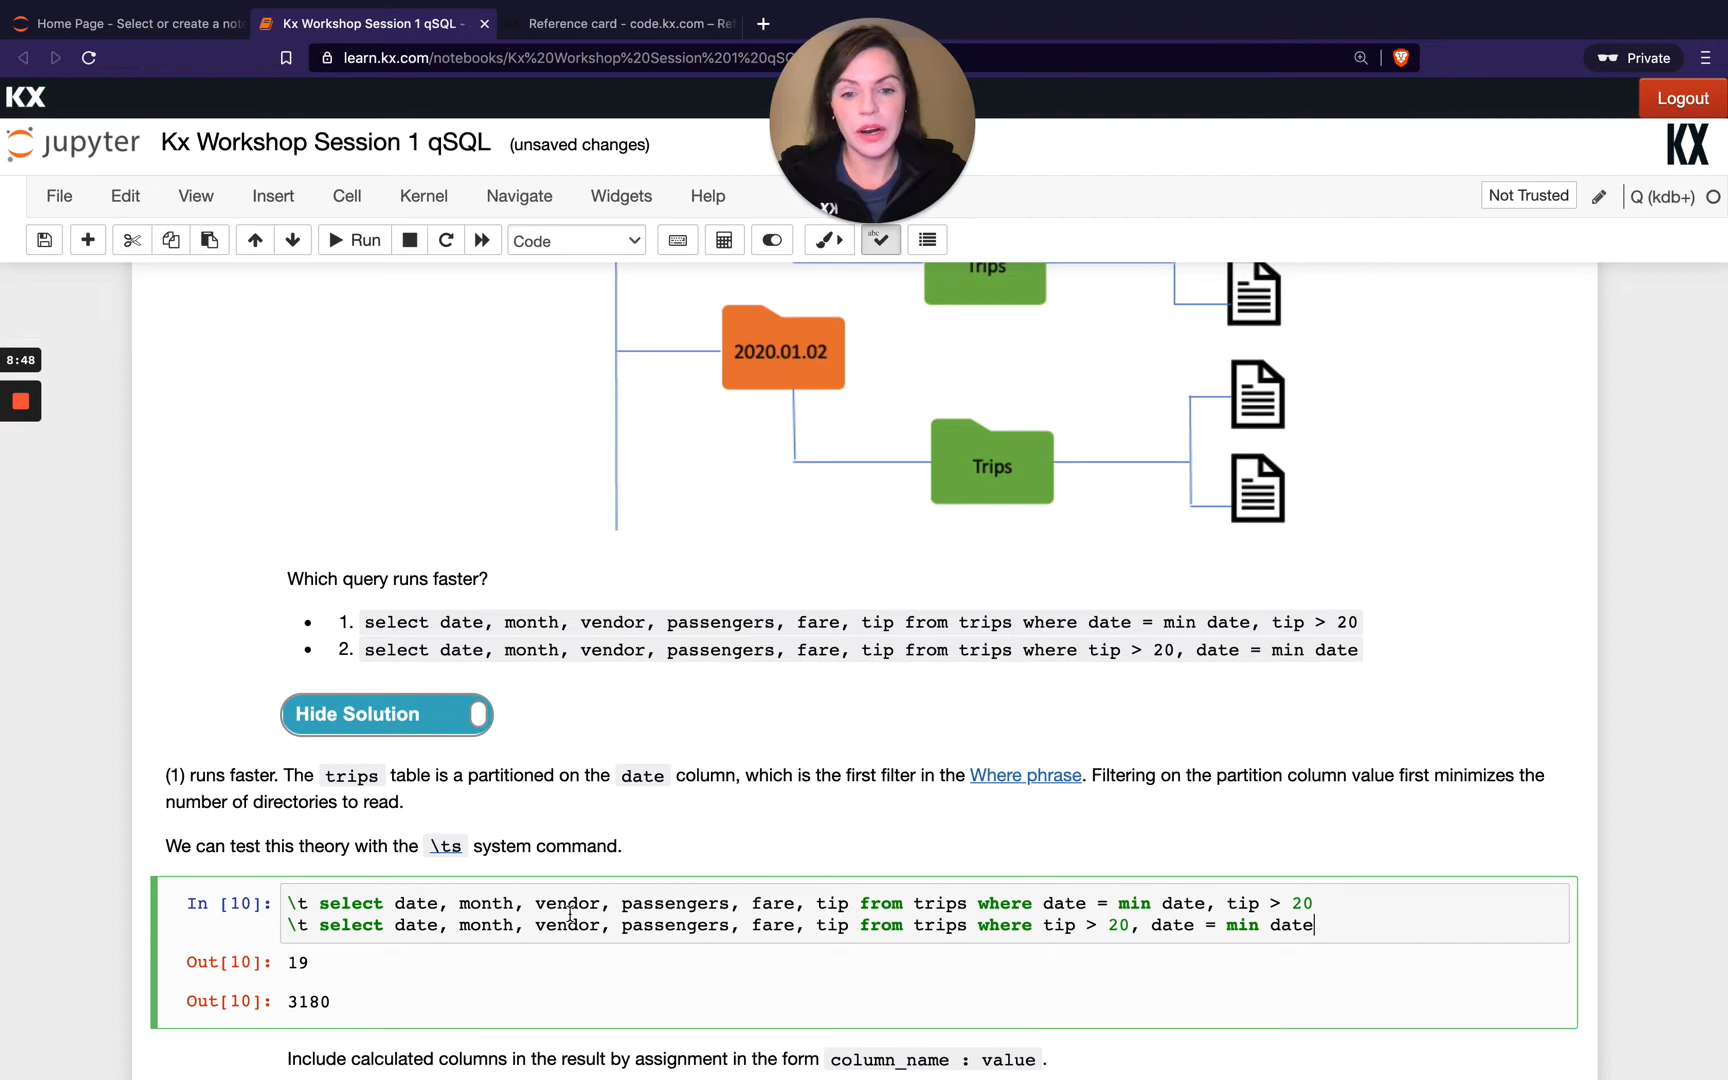 Home Page - Select or create a not
Kx Workshop Session 1 qSQL -
Reference card - code.kx.com – Ref
learn.kx.com/notebooks/Kx%20Workshop%20Session%201%20qSQ
Private
KX
Logout
jupyter
Kx Workshop Session 1 qSQL (unsaved changes)
KX
File Edit View Insert Cell Kernel Navigate Widgets Help
Not Trusted
Q (kdb+)
Run
Code
abc
Trips
2020.01.02
8:48
Trips
Which query runs faster?
• 1. select date, month, vendor, passengers, fare, tip from trips where date = min date, tip > 20
• 2. select date, month, vendor, passengers, fare, tip from trips where tip > 20, date = min date
Hide Solution
(1) runs faster. The trips table is a partitioned on the date column, which is the first filter in the Where phrase. Filtering on the partition column value first minimizes the
number of directories to read.
We can test this theory with the \ts system command.
In [10]: \t select date, month, vendor, passengers, fare, tip from trips where date = min date, tip > 20
\t select date, month, vendor, passengers, fare, tip from trips where tip > 20, date = min date
Out[10]: 19
Out[10]: 3180
Include calculated columns in the result by assignment in the form column_name : value .